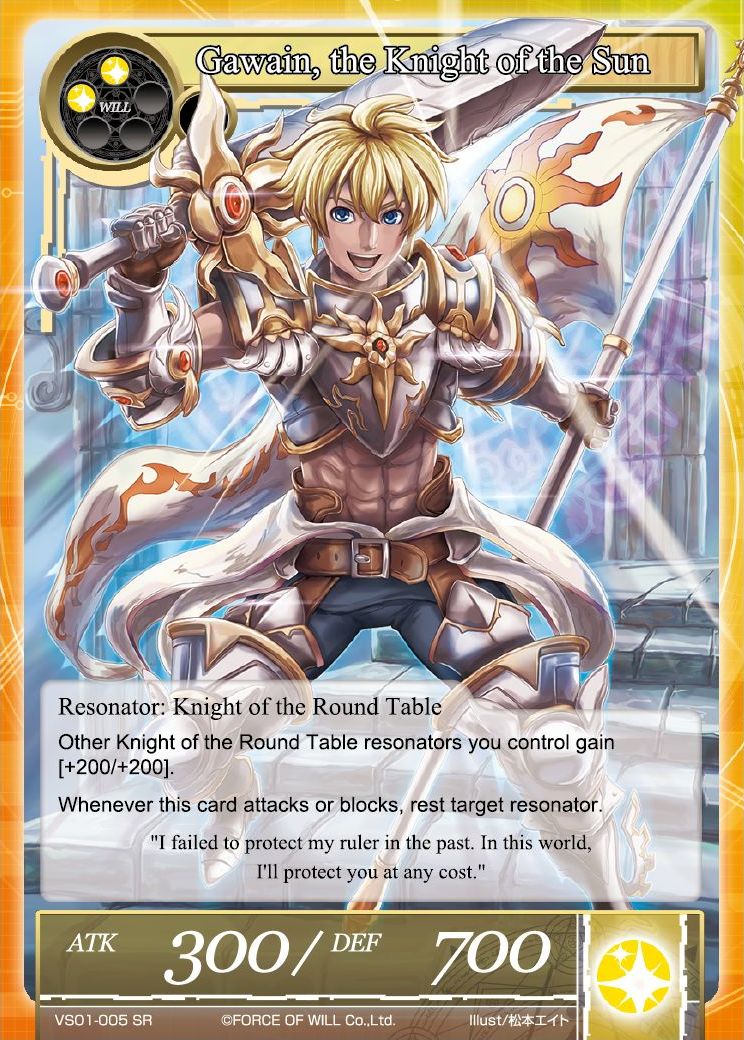 Gawain, the Knight of the Sun
WILL
Resonator: Knight of the Round Table
Other Knight of the Round Table resonators you control gain
[+200/+200].
Whenever this card attacks or blocks, rest target resonator.
"I failed to protect my ruler in the past. In this world,
I'll protect you at any cost."
ATK 300/ DEF 700
VS01-005 SR ©FORCE OF WILL Co.,Ltd. Illust/松本エイト